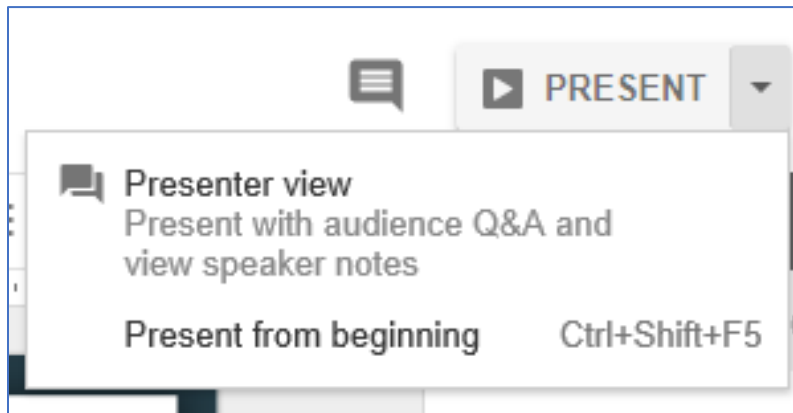 PRESENT
Presenter view
Present with audience Q&A and
view speaker notes
Present from beginning Ctrl+Shift+F5